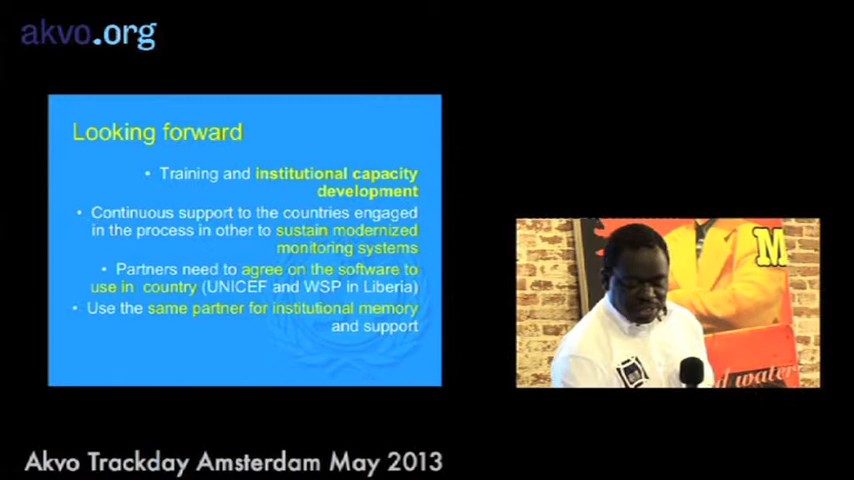 akvo.org
Looking forward
• Training and institutional capacity
development
• Continuous support to the countries engaged
in the process in other to sustain modernized
monitoring systems
• Partners need to agree on the software to
use in country (UNICEF and WSP in Liberia)
• Use the same partner for institutional memory
and support
M
d water
Akvo Trackday Amsterdam May 2013